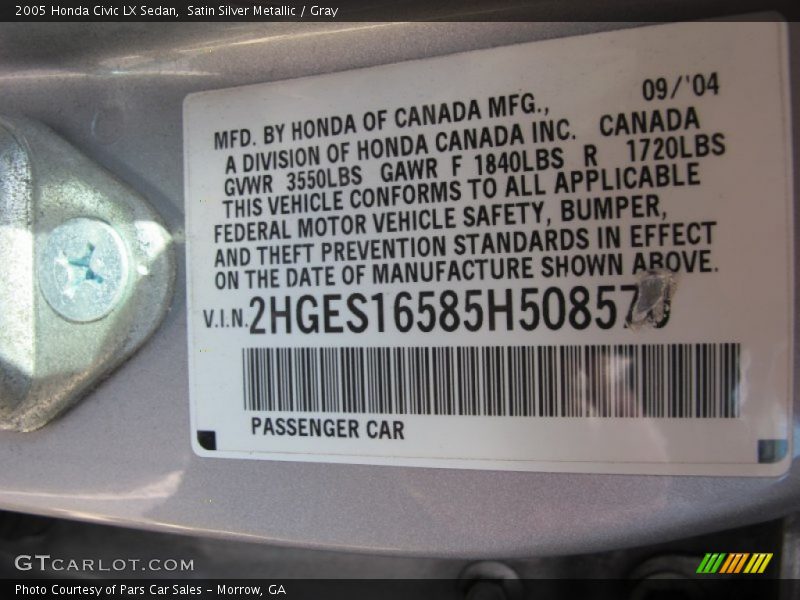 2005 Honda Civic LX Sedan, Satin Silver Metallic / Gray
09/'04
MFD. BY HONDA OF CANADA MFG.,
A DIVISION OF HONDA CANADA INC. CANADA
GVWR 3550LBS GAWR F 1840LBS R 1720LBS
THIS VEHICLE CONFORMS TO ALL APPLICABLE
FEDERAL MOTOR VEHICLE SAFETY, BUMPER,
AND THEFT PREVENTION STANDARDS IN EFFECT
ON THE DATE OF MANUFACTURE SHOWN ABOVE.
V.I.N. 2HGES16585H508570
PASSENGER CAR
GTCARLOT.COM
Photo Courtesy of Pars Car Sales - Morrow, GA